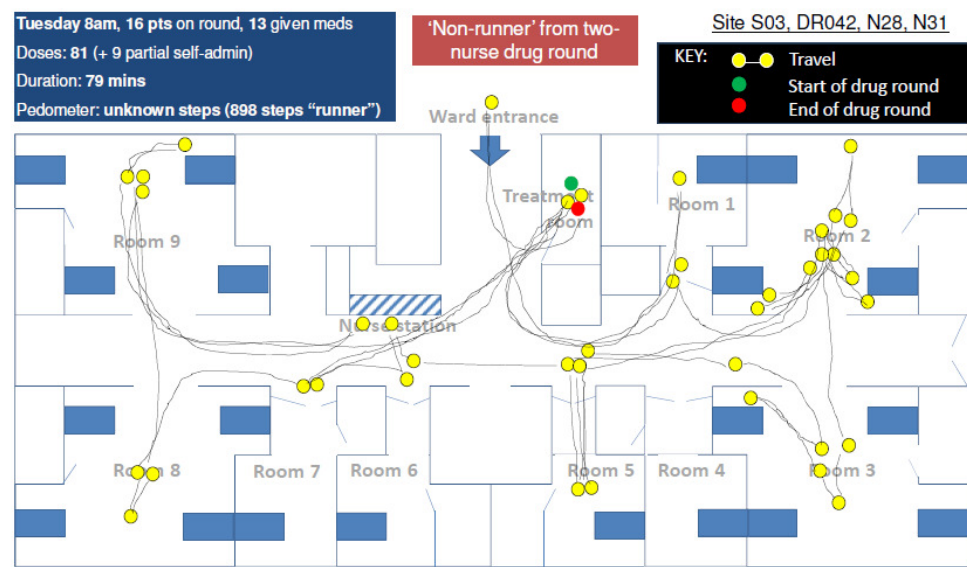 Tuesday 8am, 16 pts on round, 13 given meds
Doses: 81 (+ 9 partial self-admin)
Duration: 79 mins
Pedometer: unknown steps (898 steps “runner”)
‘Non-runner’ from two-
nurse drug round
Site S03, DR042, N28, N31
KEY:
Travel
Start of drug round
End of drug round
Ward entrance
Treatment
room
Room 1
Room 2
Room 9
Nurse station
Room 8
Room 7
Room 6
Room 5
Room 4
Room 3